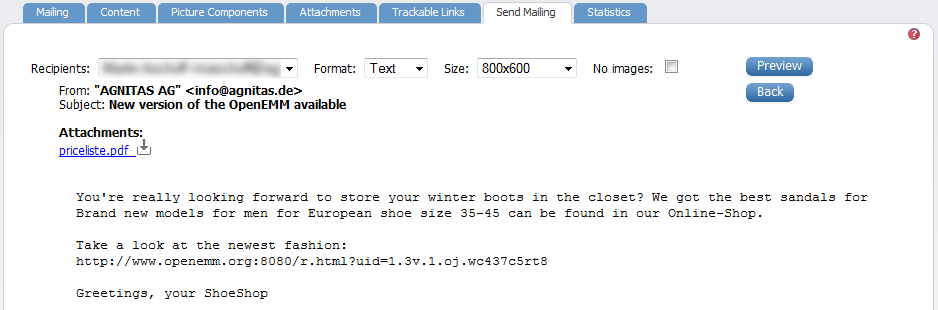 Mailing Content Picture Components Attachments Trackable Links Send Mailing Statistics
?
Recipients: Format: Text Size: 800x600 No images: Preview
From: "AGNITAS AG" <info@agnitas.de> Back
Subject: New version of the OpenEMM available
Attachments:
priceliste.pdf
You're really looking forward to store your winter boots in the closet? We got the best sandals for
Brand new models for men for European shoe size 35-45 can be found in our Online-Shop.
Take a look at the newest fashion:
http://www.openemm.org:8080/r.html?uid=1.3v.1.oj.wc437c5rt8
Greetings, your ShoeShop